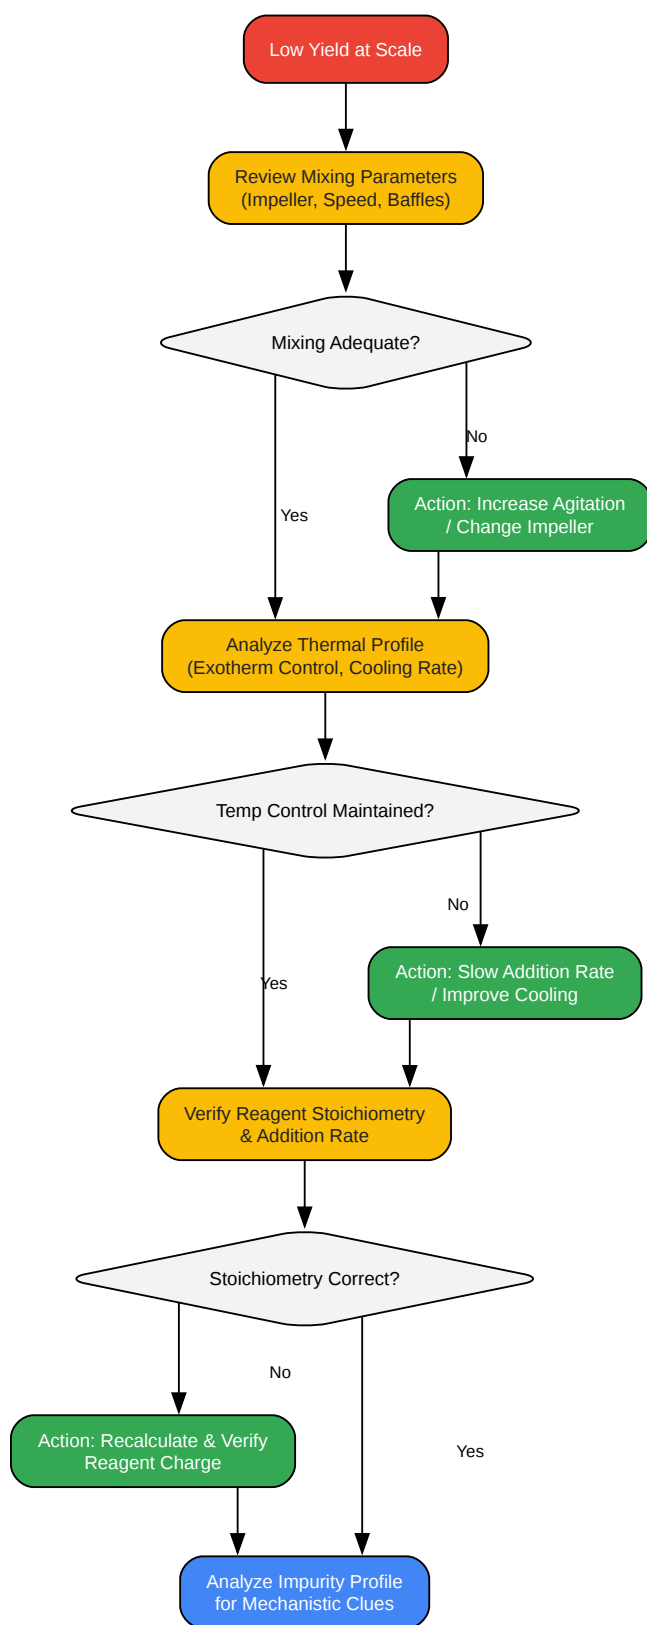 Low Yield at Scale
Review Mixing Parameters
(Impeller, Speed, Baffles)
Mixing Adequate?
No
Action: Increase Agitation
/ Change Impeller
Yes
Analyze Thermal Profile
(Exotherm Control, Cooling Rate)
Temp Control Maintained?
No
Action: Slow Addition Rate
/ Improve Cooling
Yes
Verify Reagent Stoichiometry
& Addition Rate
Stoichiometry Correct?
No
Action: Recalculate & Verify
Reagent Charge
Yes
Analyze Impurity Profile
for Mechanistic Clues